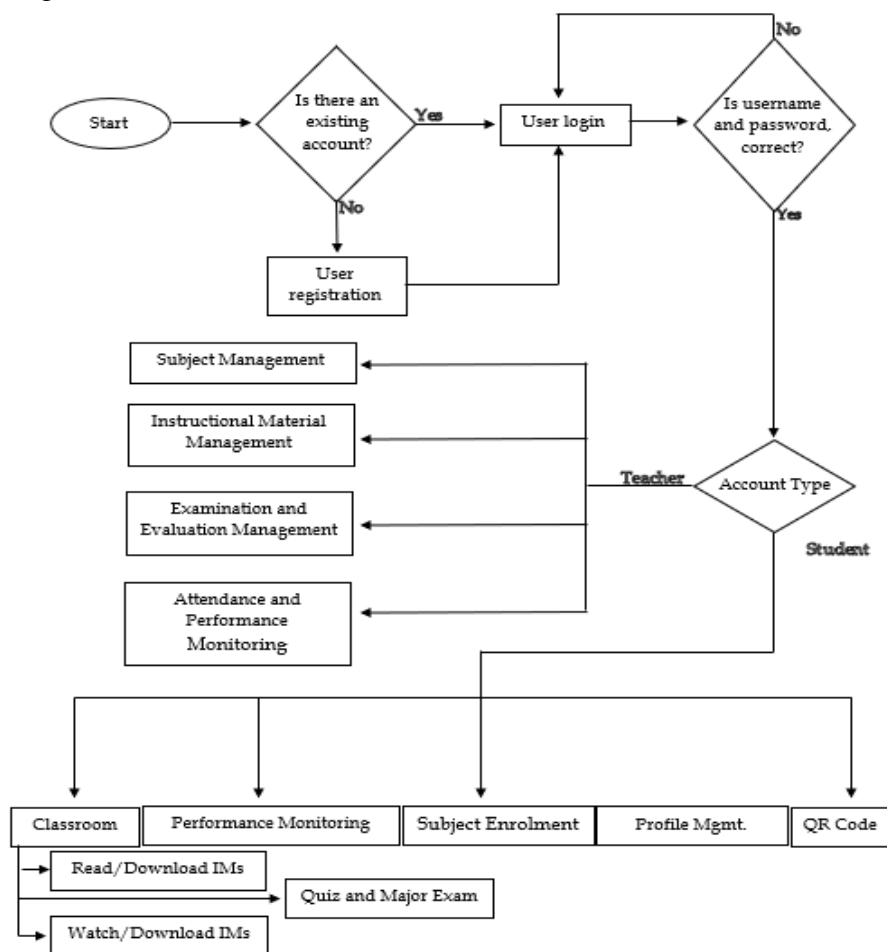 No
Is there an
existing
account?
Yes
Start
User login
Is username
and password,
correct?
No
Yes
User
registration
Subject Management
Instructional Material
Management
Teacher
Account Type
Examination and
Evaluation Management
Student
Attendance and
Performance
Monitoring
Classroom
Performance Monitoring
Subject Enrolment
Profile Mgmt.
QR Code
Read/Download IMs
Quiz and Major Exam
Watch/Download IMs